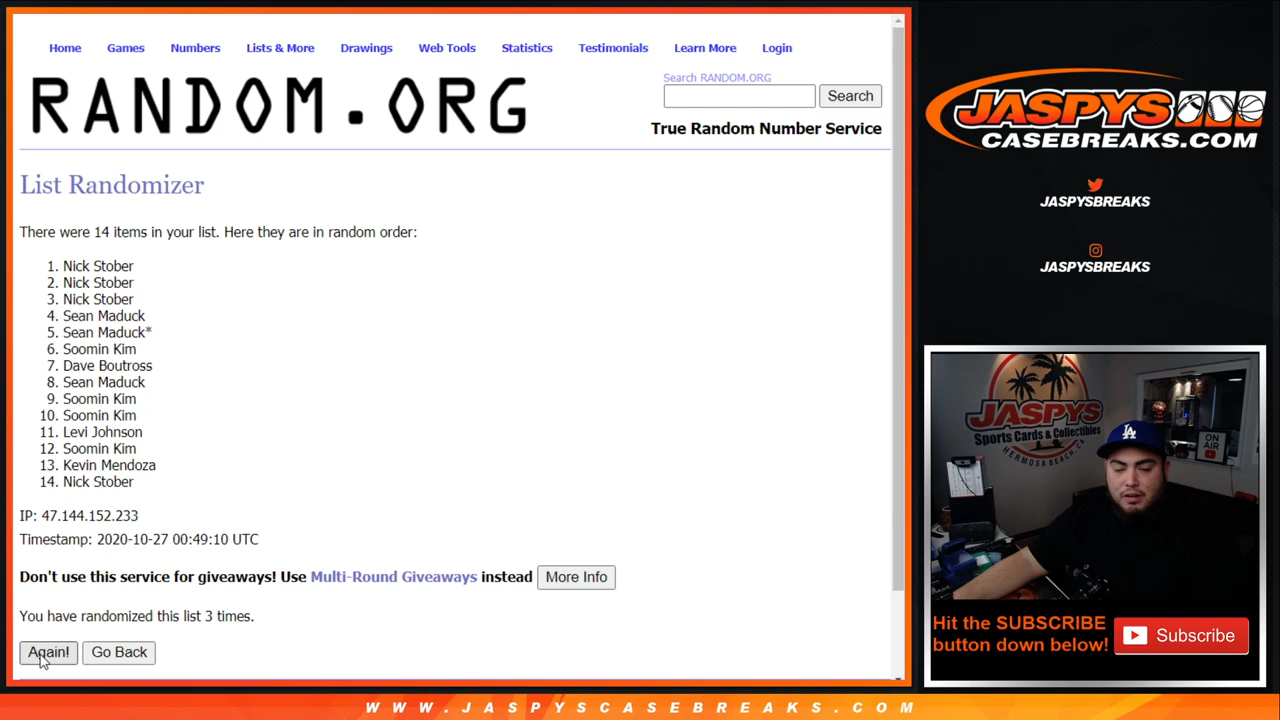 Home Games Numbers Lists & More Drawings Web Tools Statistics Testimonials Learn More Login
RANDOM.ORG
Search RANDOM.ORG
Search
True Random Number Service
List Randomizer
There were 14 items in your list. Here they are in random order:
1. Nick Stober
2. Nick Stober
3. Nick Stober
4. Sean Maduck
5. Sean Maduck*
6. Soomin Kim
7. Dave Boutross
8. Sean Maduck
9. Soomin Kim
10. Soomin Kim
11. Levi Johnson
12. Soomin Kim
13. Kevin Mendoza
14. Nick Stober
IP: 47.144.152.233
Timestamp: 2020-10-27 00:49:10 UTC
Don't use this service for giveaways! Use Multi-Round Giveaways instead More Info
You have randomized this list 3 times.
Again! Go Back
JASPYS
CASEBREAKS.COM
JASPYSBREAKS
JASPYSBREAKS
JASPYS
Sports Cards & Collectibles
HERMOSA BEACH, CA
LA
ON AIR
Hit the SUBSCRIBE
button down below!
Subscribe
WWW.JASPYSCASEBREAKS.COM